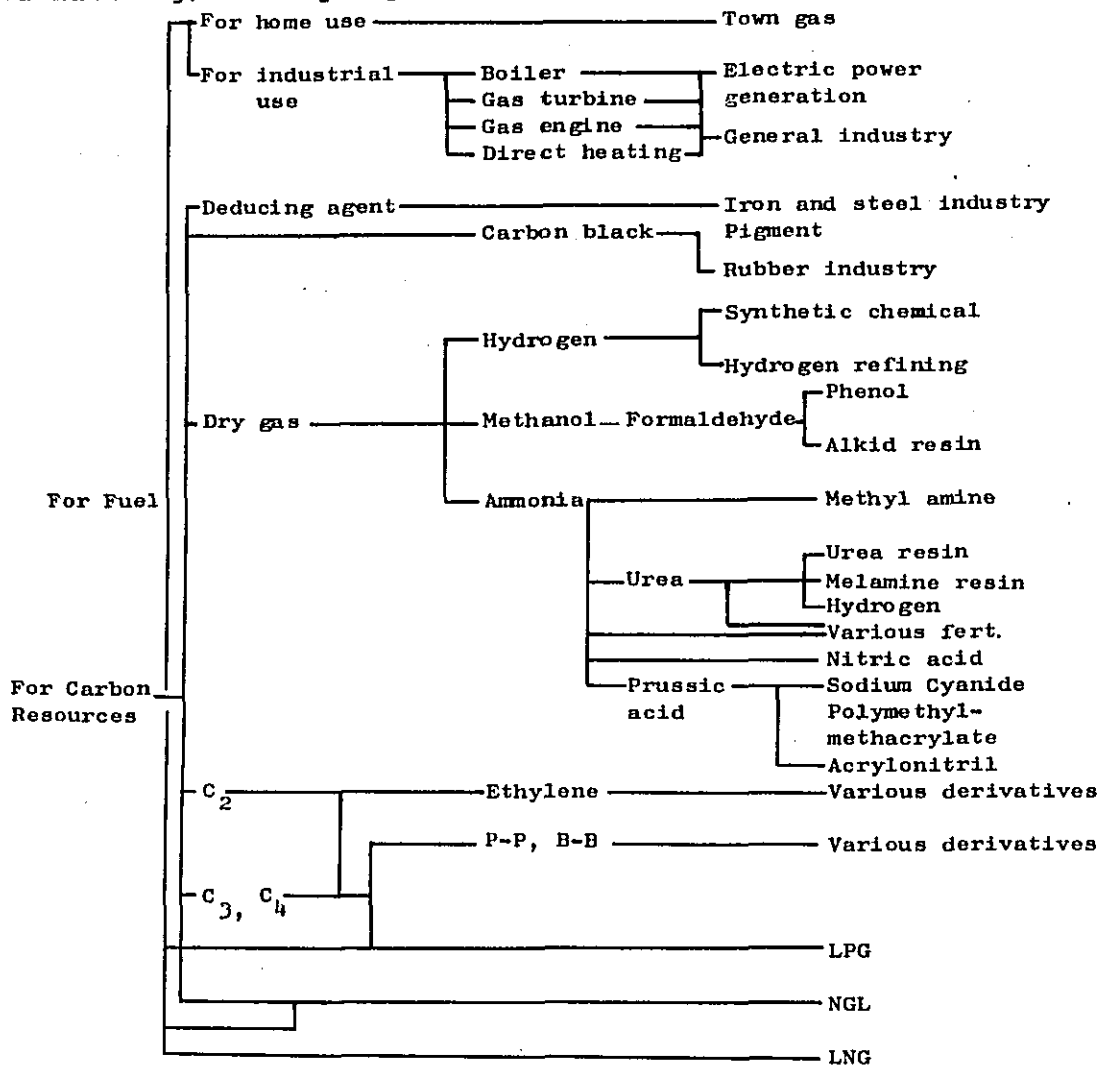 For home use Town gas
For industrial Boiler Electric power
use generation
Gas turbine
Gas engine General industry
Direct heating
Deducing agent Iron and steel industry
Carbon black Pigment
Rubber industry
Synthetic chemical
Hydrogen
Hydrogen refining
Phenol
Dry gas Methanol Formaldehyde
Alkid resin
For Fuel Ammonia Methyl amine
Urea resin
Urea Melamine resin
Hydrogen
Various fert.
Nitric acid
For Carbon Prussic Sodium Cyanide
Resources acid Polymethyl-
methacrylate
Acrylonitril
C2 Ethylene Various derivatives
P-P, B-B Various derivatives
C3, C4
LPG
NGL
LNG